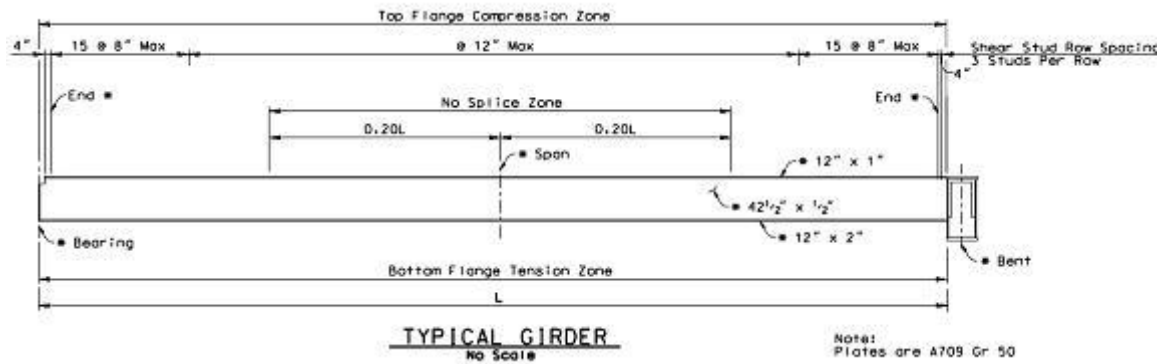 Top Flange Compression Zone
4" 15 @ 8" Max @ 12" Max 15 @ 8" Max Shear Stud Row Spacing
4" 3 Studs Per Row
End End
No Splice Zone
0.20L 0.20L
Span
12" x 1"
42 1/2" x 1/2"
12" x 2"
Bearing
Bent
Bottom Flange Tension Zone
L
TYPICAL GIRDER
No Scale
Note:
Plates are A709 Gr 50